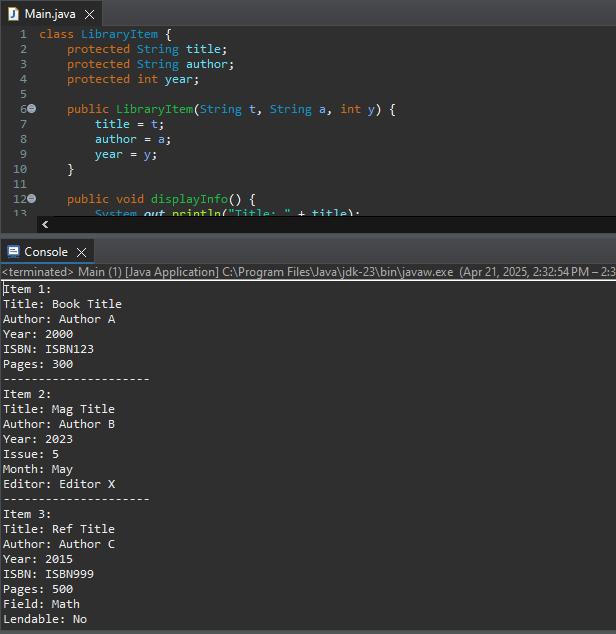 Main.java
1 class LibraryItem {
2 protected String title;
3 protected String author;
4 protected int year;
5
6 public LibraryItem(String t, String a, int y) {
7 title = t;
8 author = a;
9 year = y;
10 }
11
12 public void displayInfo() {
13 System.out.println("Title: " + title);
Console
<terminated> Main (1) [Java Application] C:\Program Files\Java\jdk-23\bin\javaw.exe (Apr 21, 2025, 2:32:54 PM – 2:3
Item 1:
Title: Book Title
Author: Author A
Year: 2000
ISBN: ISBN123
Pages: 300
----------------------
Item 2:
Title: Mag Title
Author: Author B
Year: 2023
Issue: 5
Month: May
Editor: Editor X
----------------------
Item 3:
Title: Ref Title
Author: Author C
Year: 2015
ISBN: ISBN999
Pages: 500
Field: Math
Lendable: No